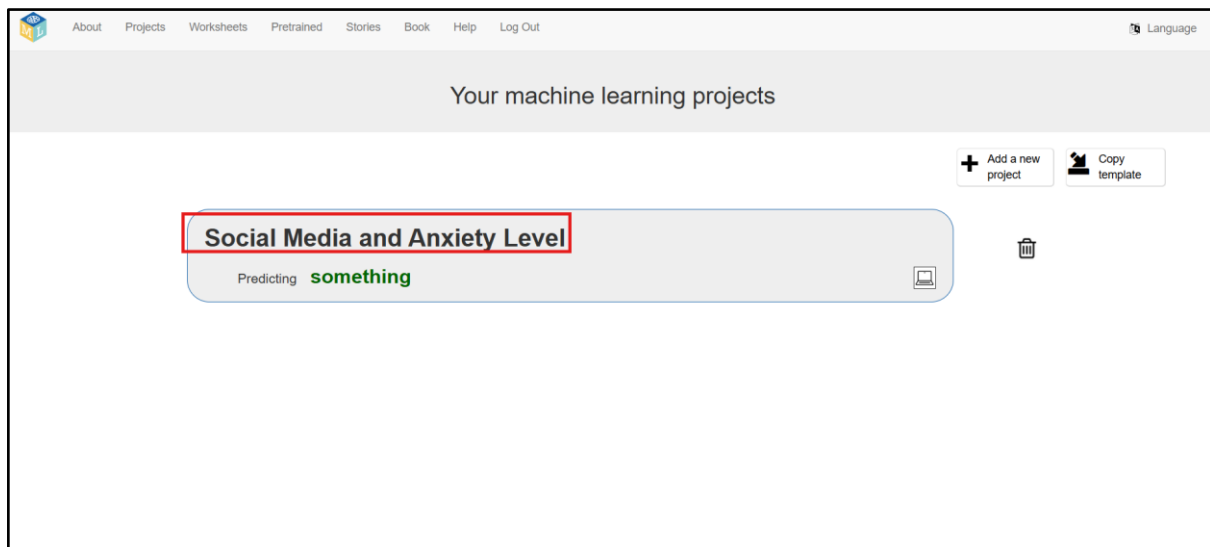 About Projects Worksheets Pretrained Stories Book Help Log Out Language
Your machine learning projects
Add a new project
Copy template
Social Media and Anxiety Level
Predicting something